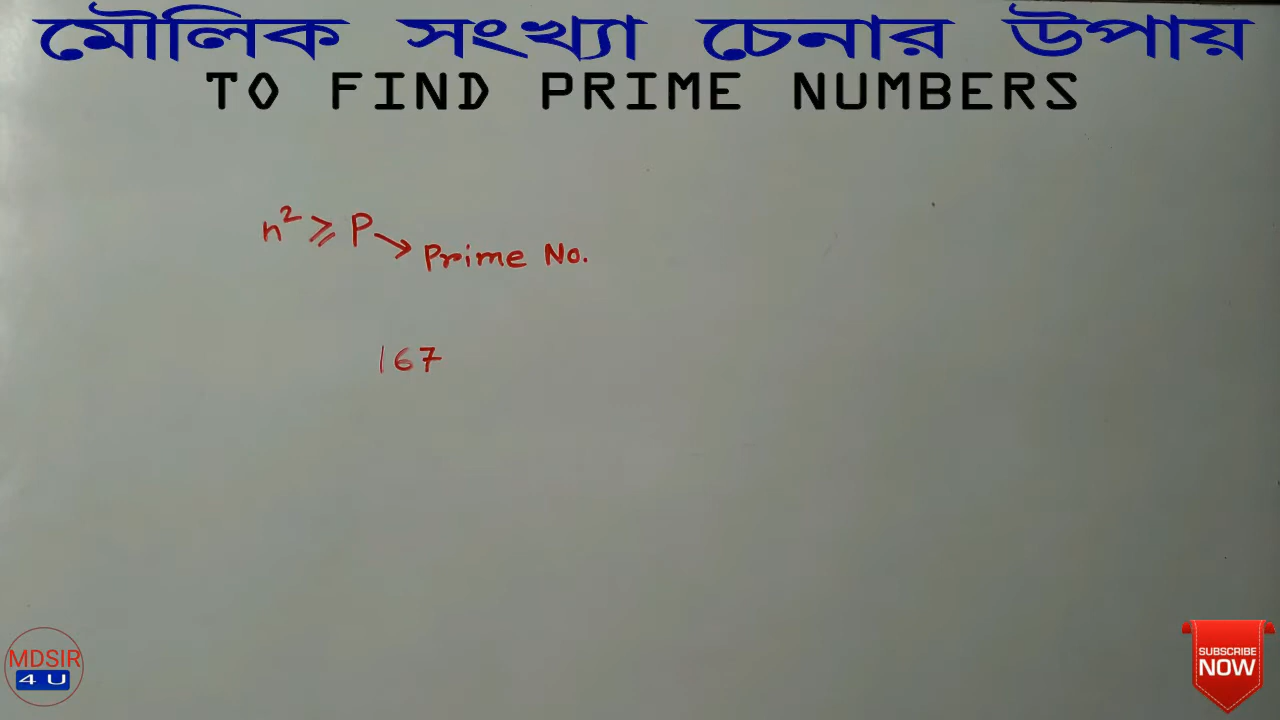 মৌলিক সংখ্যা চেনার উপায়
TO FIND PRIME NUMBERS
n² ⩾ P → Prime No.
167
MDSIR
4 U
SUBSCRIBE
NOW